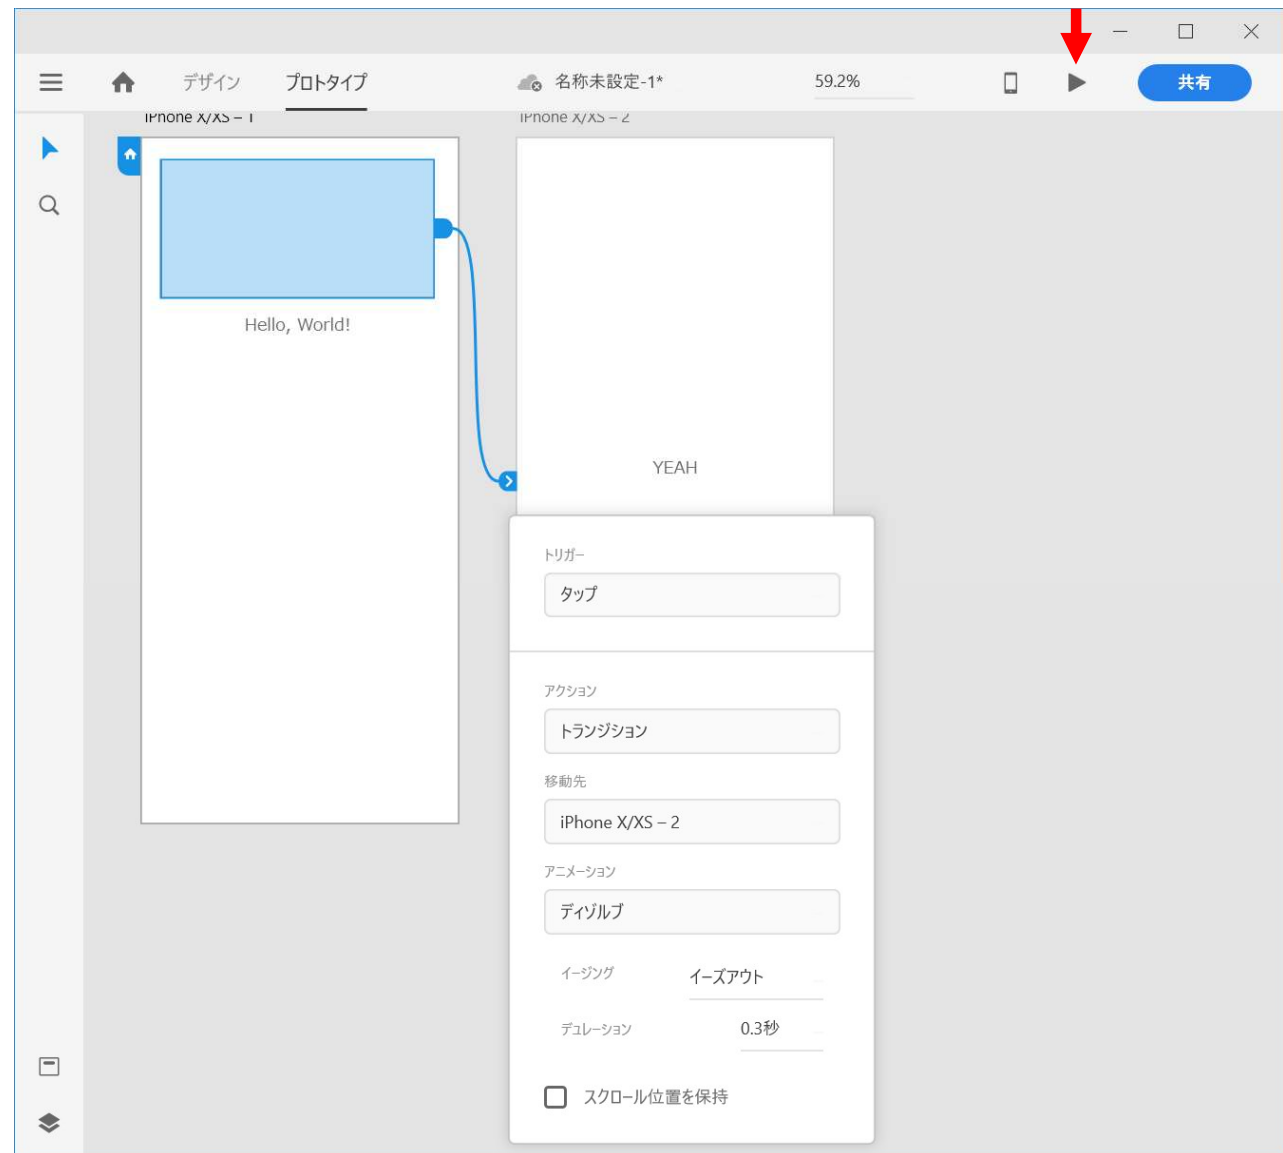 デザイン
プロトタイプ
名称未設定-1*
59.2%
共有
iPhone X/XS – 1
iPhone X/XS – 2
Hello, World!
YEAH
トリガー
タップ
アクション
トランジション
移動先
iPhone X/XS – 2
アニメーション
ディゾルブ
イージング
イーズアウト
デュレーション
0.3秒
スクロール位置を保持